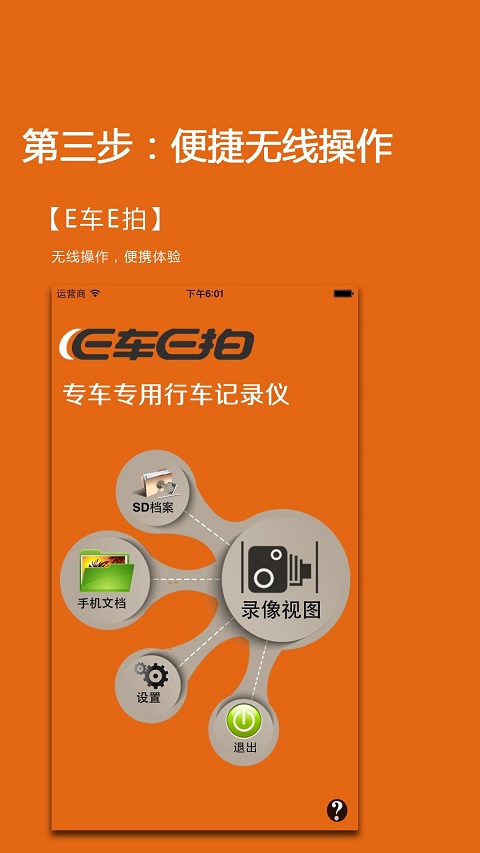 第三步：便捷无线操作
【E车E拍】
无线操作，便携体验
运营商 下午6:01
E车E拍
专车专用行车记录仪
SD档案
手机文档
录像视图
设置
退出
?